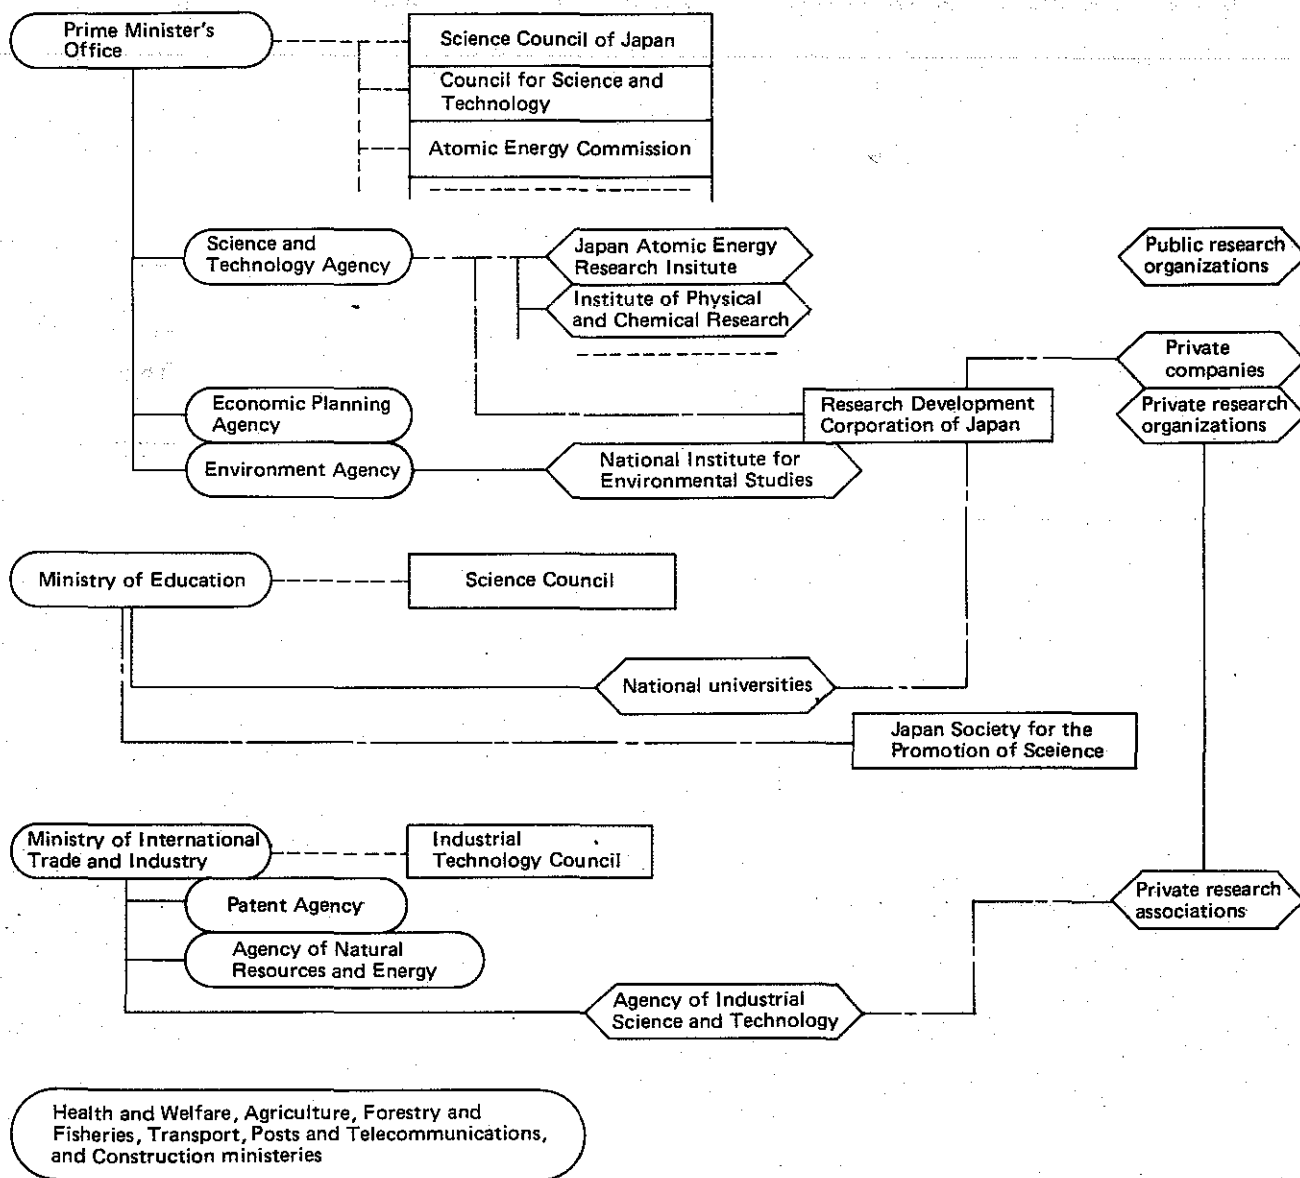 Prime Minister's
Office
Science Council of Japan
Council for Science and
Technology
Atomic Energy Commission
Science and
Technology Agency
Japan Atomic Energy
Research Insitute
Public research
organizations
Institute of Physical
and Chemical Research
Private
companies
Economic Planning
Agency
Research Development
Corporation of Japan
Private research
organizations
Environment Agency
National Institute for
Environmental Studies
Ministry of Education
Science Council
National universities
Japan Society for the
Promotion of Sceience
Ministry of International
Trade and Industry
Industrial
Technology Council
Patent Agency
Private research
associations
Agency of Natural
Resources and Energy
Agency of Industrial
Science and Technology
Health and Welfare, Agriculture, Forestry and
Fisheries, Transport, Posts and Telecommunications,
and Construction ministeries